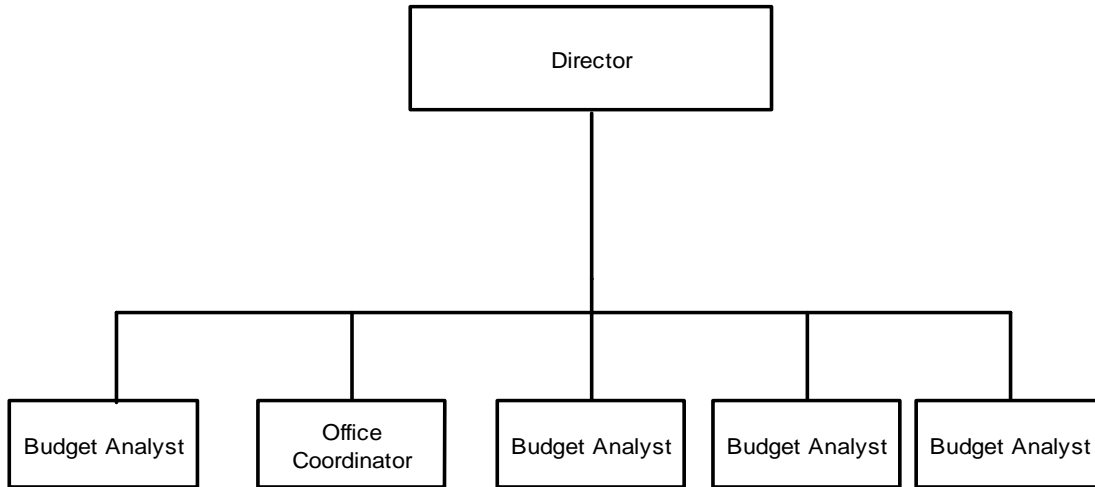 Director
Budget Analyst
Office
Coordinator
Budget Analyst
Budget Analyst
Budget Analyst